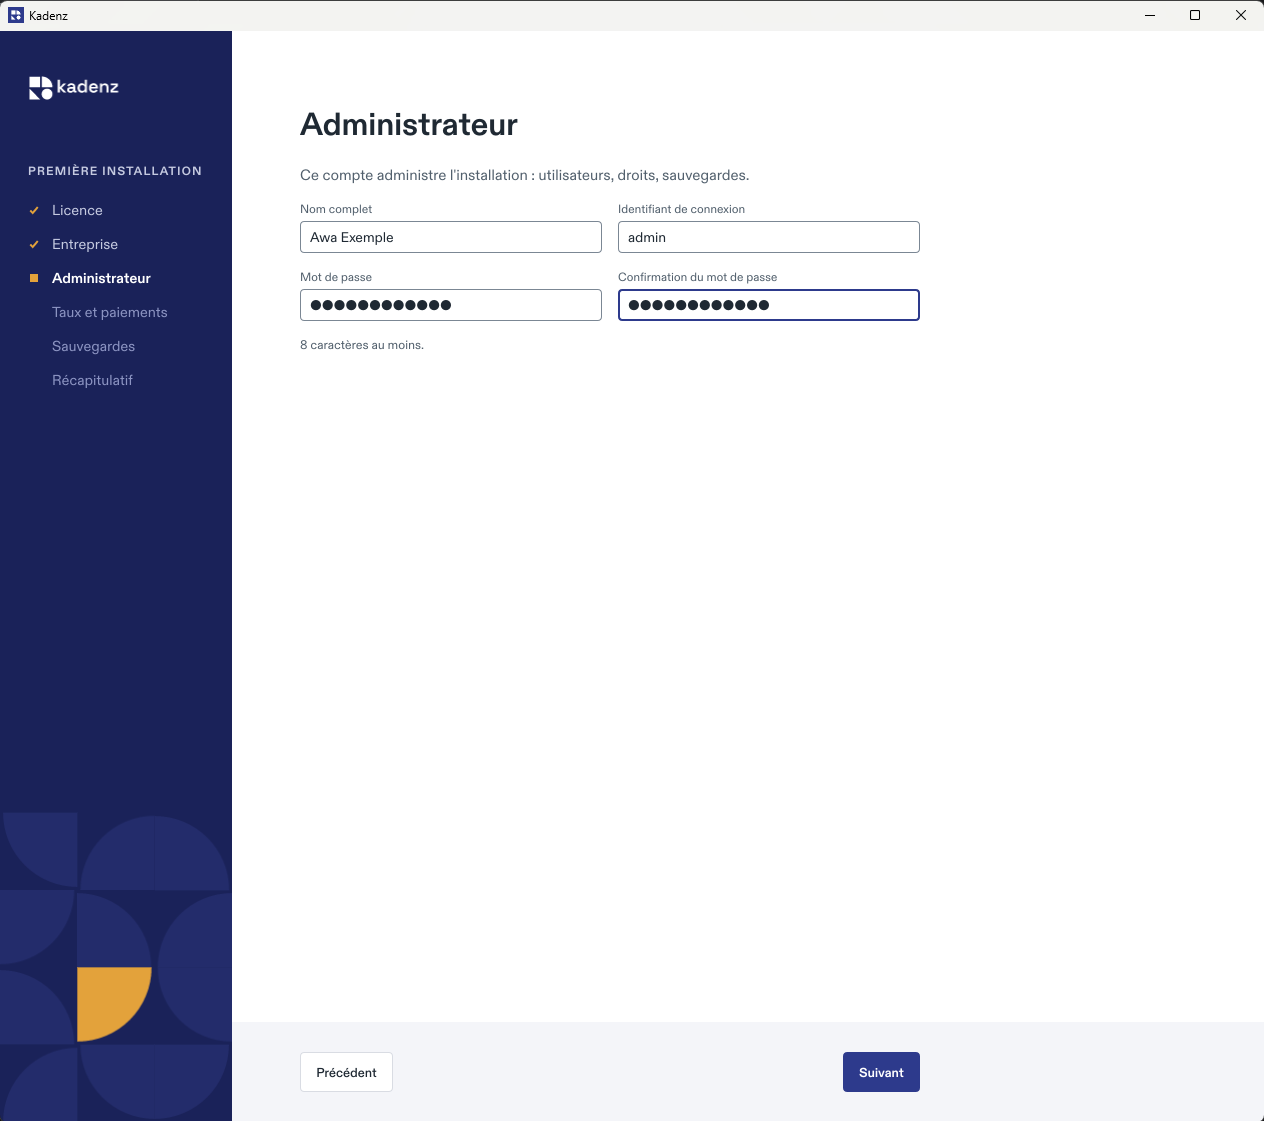 Kadenz
kadenz
PREMIÈRE INSTALLATION
Licence
Entreprise
Administrateur
Taux et paiements
Sauvegardes
Récapitulatif
Administrateur
Ce compte administre l'installation : utilisateurs, droits, sauvegardes.
Nom complet
Identifiant de connexion
Awa Exemple
admin
Mot de passe
Confirmation du mot de passe
●●●●●●●●●●●●
●●●●●●●●●●●●
8 caractères au moins.
Précédent
Suivant